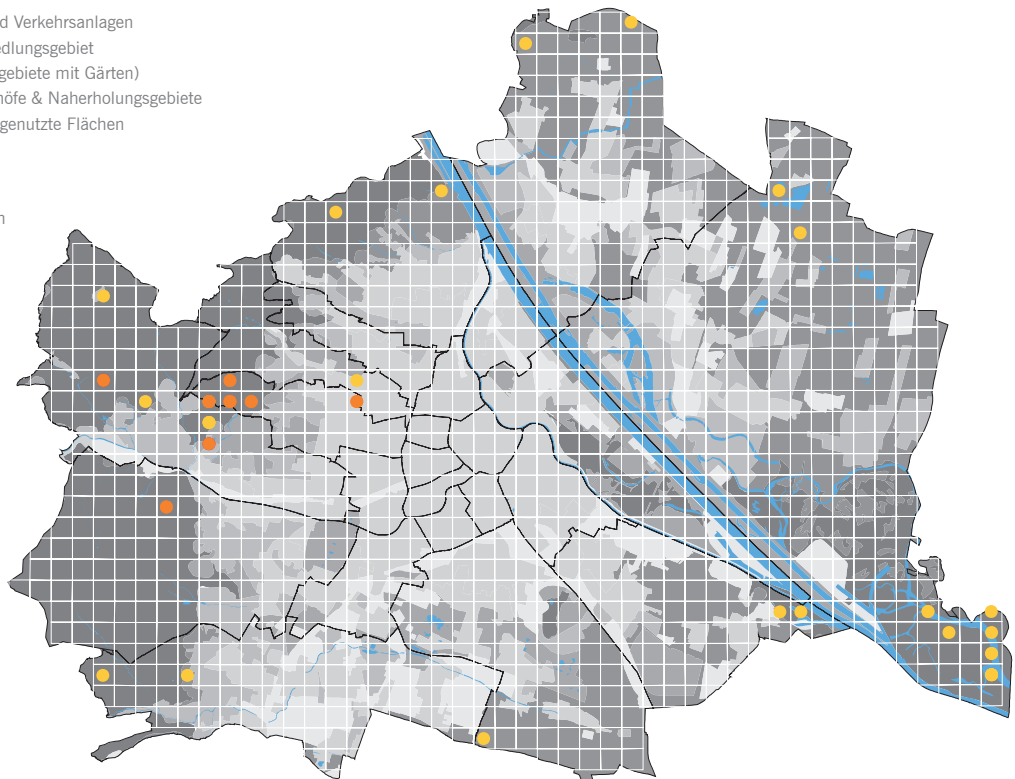 d Verkehrsanlagen
edlungsgebiet
gebiete mit Gärten)
höfe & Naherholungsgebiete
genutzte Flächen
n